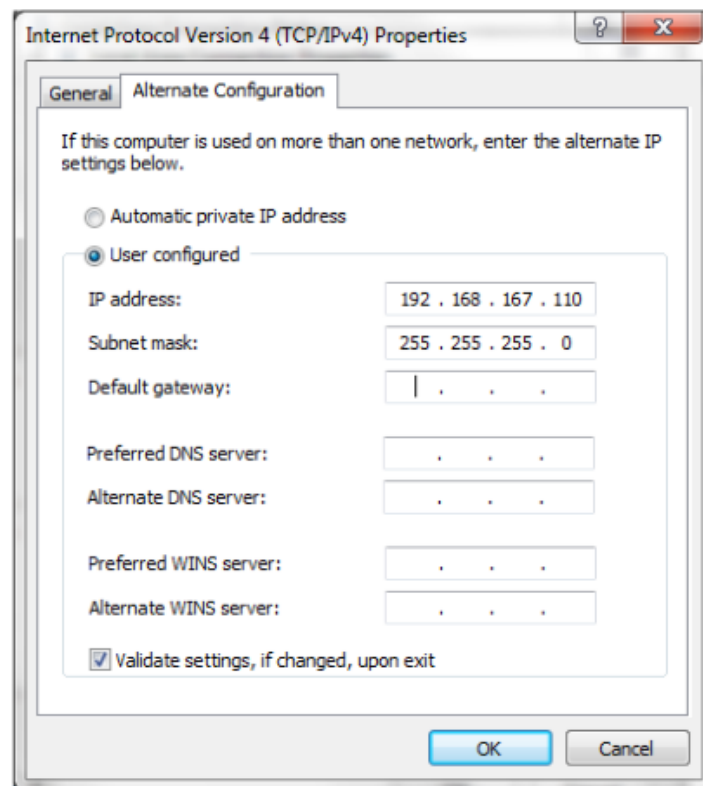 Internet Protocol Version 4 (TCP/IPv4) Properties
General Alternate Configuration
If this computer is used on more than one network, enter the alternate IP
settings below.
Automatic private IP address
User configured
IP address: 192 . 168 . 167 . 110
Subnet mask: 255 . 255 . 255 . 0
Default gateway: . . .
Preferred DNS server: . . .
Alternate DNS server: . . .
Preferred WINS server: . . .
Alternate WINS server: . . .
Validate settings, if changed, upon exit
OK Cancel